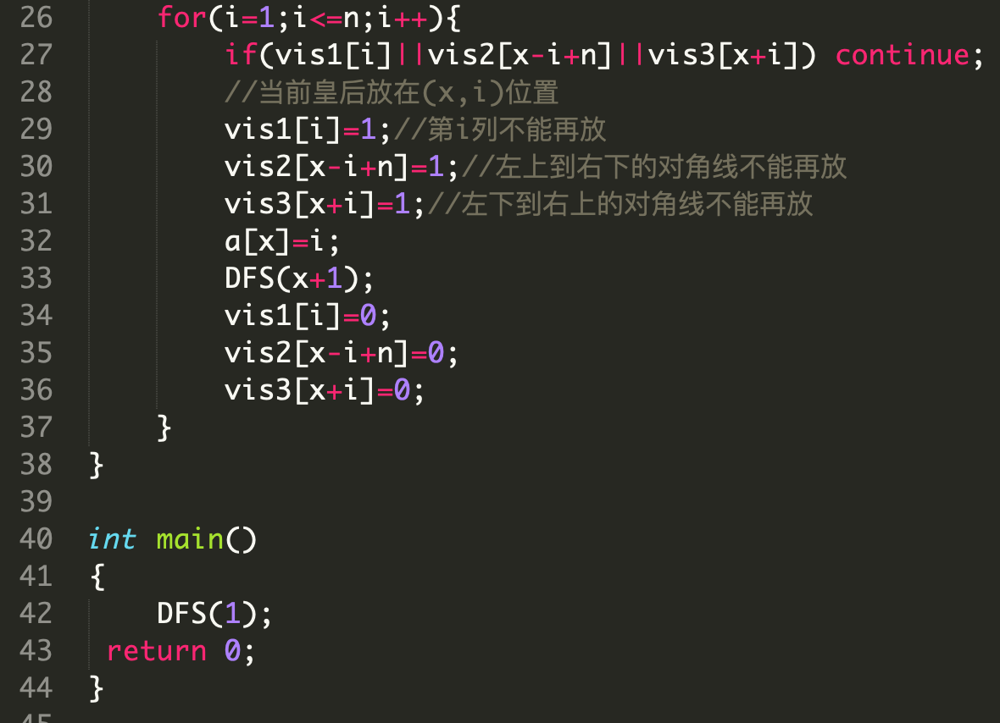 26 for(i=1;i<=n;i++){
27 if(vis1[i]||vis2[x-i+n]||vis3[x+i]) continue;
28 //当前皇后放在(x,i)位置
29 vis1[i]=1;//第i列不能再放
30 vis2[x-i+n]=1;//左上到右下的对角线不能再放
31 vis3[x+i]=1;//左下到右上的对角线不能再放
32 a[x]=i;
33 DFS(x+1);
34 vis1[i]=0;
35 vis2[x-i+n]=0;
36 vis3[x+i]=0;
37 }
38 }
39
40 int main()
41 {
42 DFS(1);
43 return 0;
44 }
45